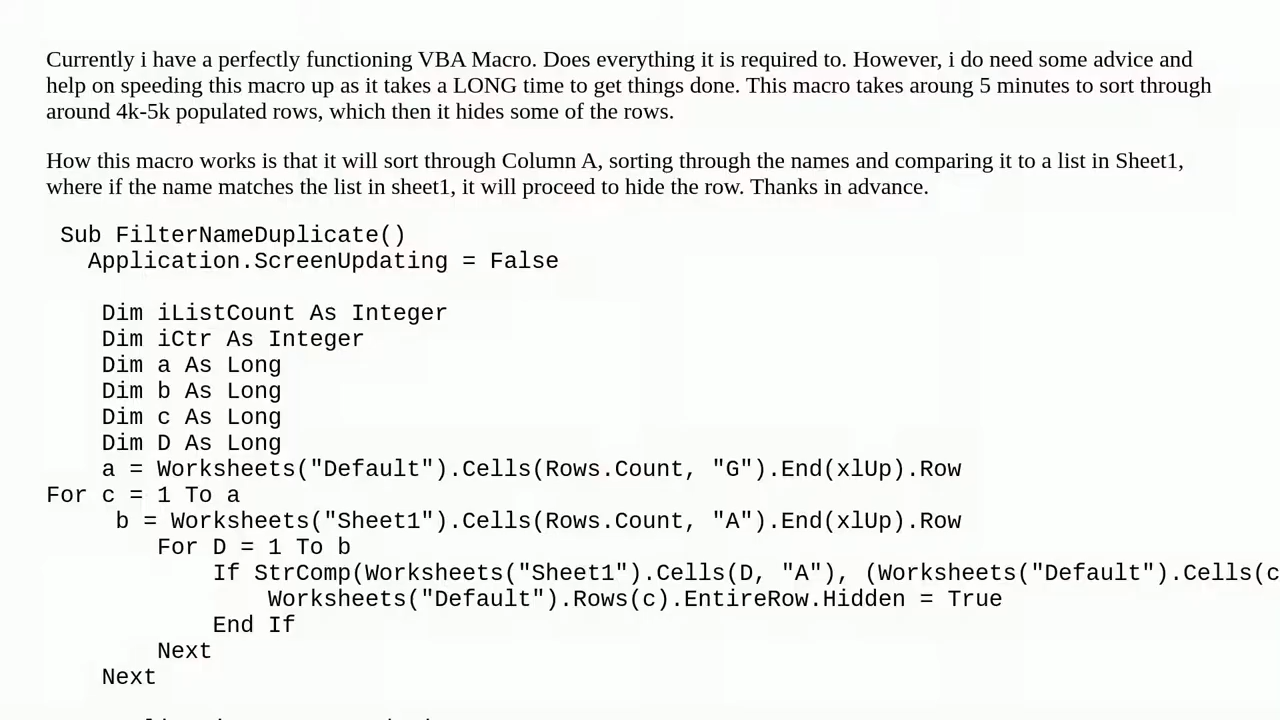 Currently i have a perfectly functioning VBA Macro. Does everything it is required to. However, i do need some advice and
help on speeding this macro up as it takes a LONG time to get things done. This macro takes aroung 5 minutes to sort through
around 4k-5k populated rows, which then it hides some of the rows.
How this macro works is that it will sort through Column A, sorting through the names and comparing it to a list in Sheet1,
where if the name matches the list in sheet1, it will proceed to hide the row. Thanks in advance.
Sub FilterNameDuplicate()
Application.ScreenUpdating = False
Dim iListCount As Integer
Dim iCtr As Integer
Dim a As Long
Dim b As Long
Dim c As Long
Dim D As Long
a = Worksheets("Default").Cells(Rows.Count, "G").End(xlUp).Row
For c = 1 To a
b = Worksheets("Sheet1").Cells(Rows.Count, "A").End(xlUp).Row
For D = 1 To b
If StrComp(Worksheets("Sheet1").Cells(D, "A"), (Worksheets("Default").Cells(c
Worksheets("Default").Rows(c).EntireRow.Hidden = True
End If
Next
Next